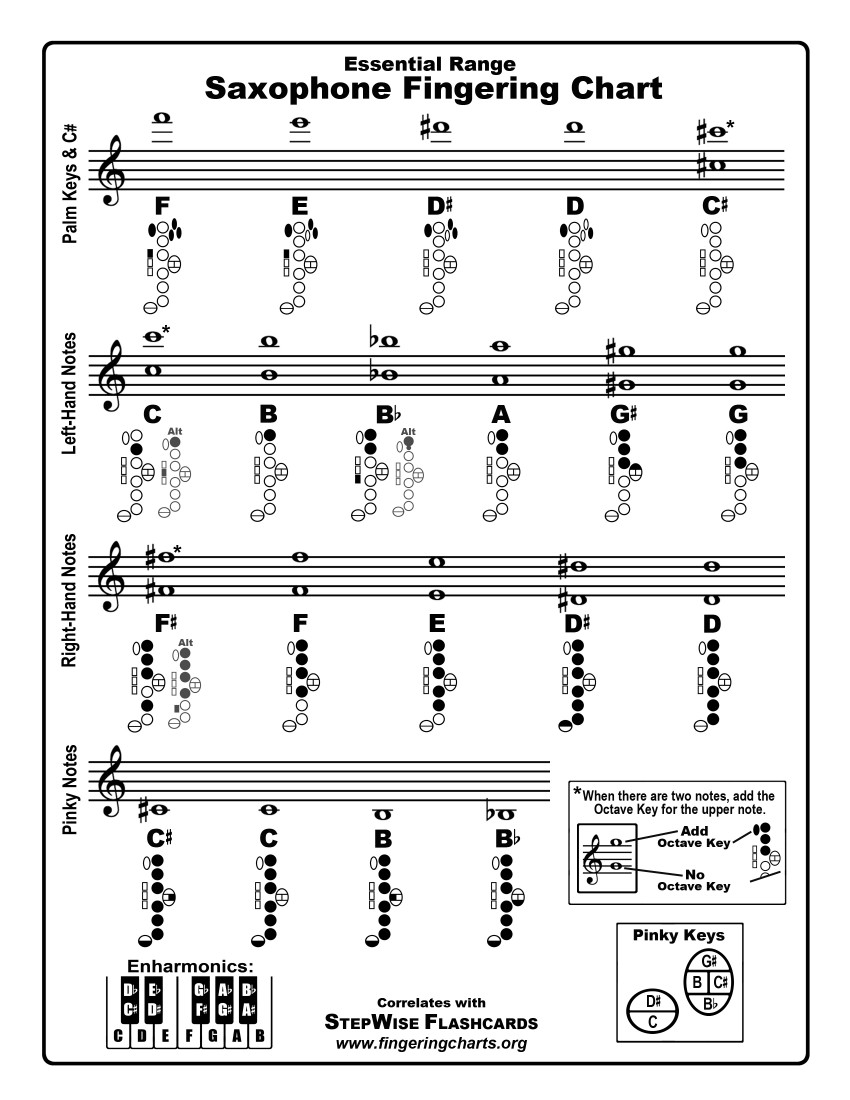 Essential Range
Saxophone Fingering Chart
Palm Keys & C#
*
F E D♯ D C♯
Left-Hand Notes
*
C B B♭ A G♯ G
Alt Alt
Right-Hand Notes
*
F♯ F E D♯ D
Alt
Pinky Notes
C♯ C B B♭
*When there are two notes, add the
Octave Key for the upper note.
Add
Octave Key
No
Octave Key
Pinky Keys
G♯
B C♯
B♭
D♯
C
Enharmonics:
D♭ E♭ G♭ A♭ B♭
C♯ D♯ F♯ G♯ A♯
C D E F G A B
Correlates with
StepWise Flashcards
www.fingeringcharts.org